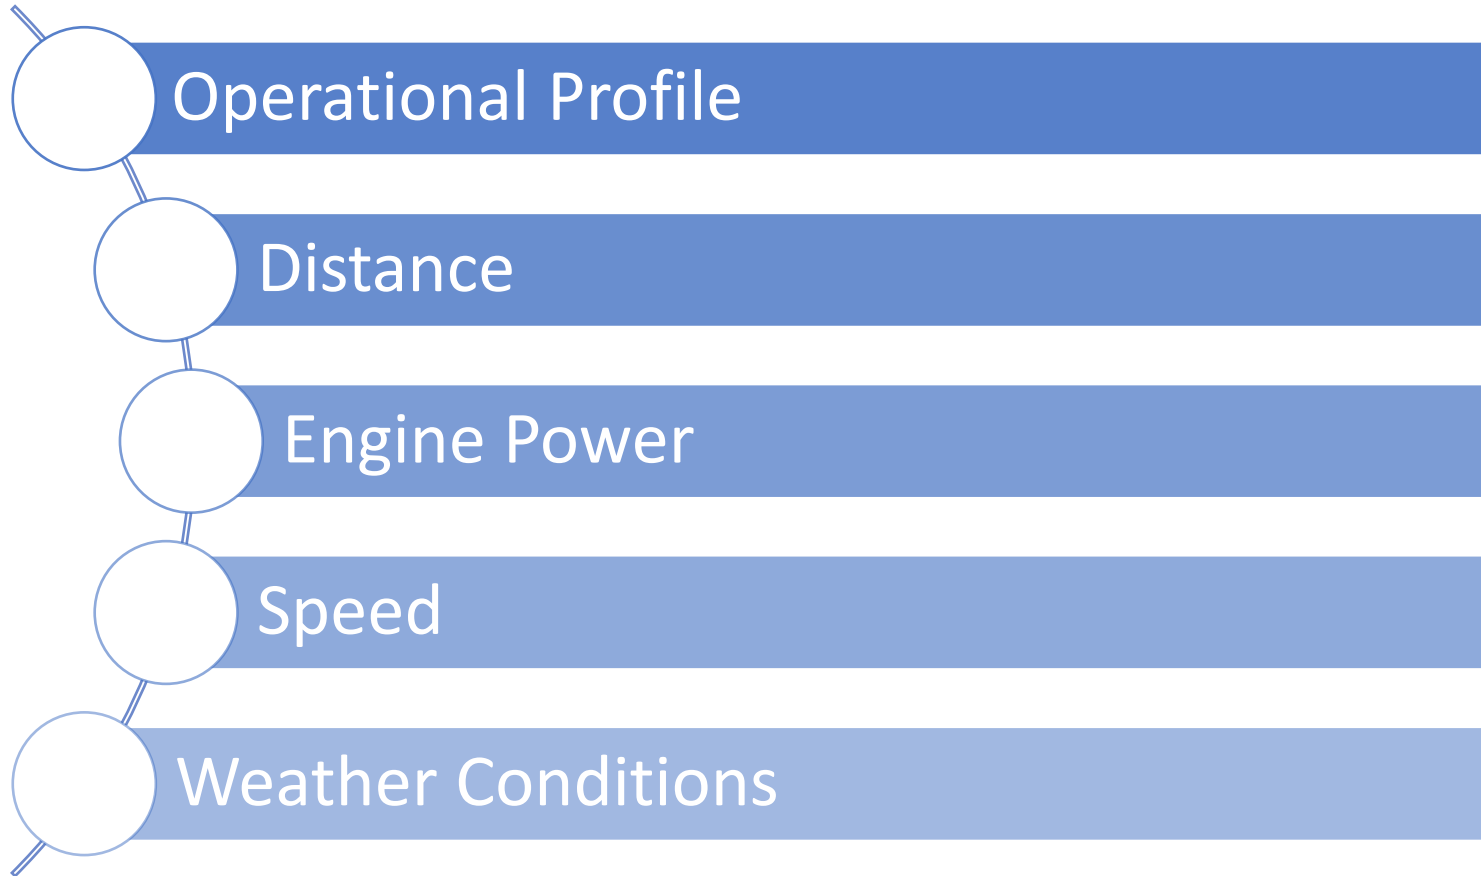 Operational Profile
Distance
Engine Power
Speed
Weather Conditions